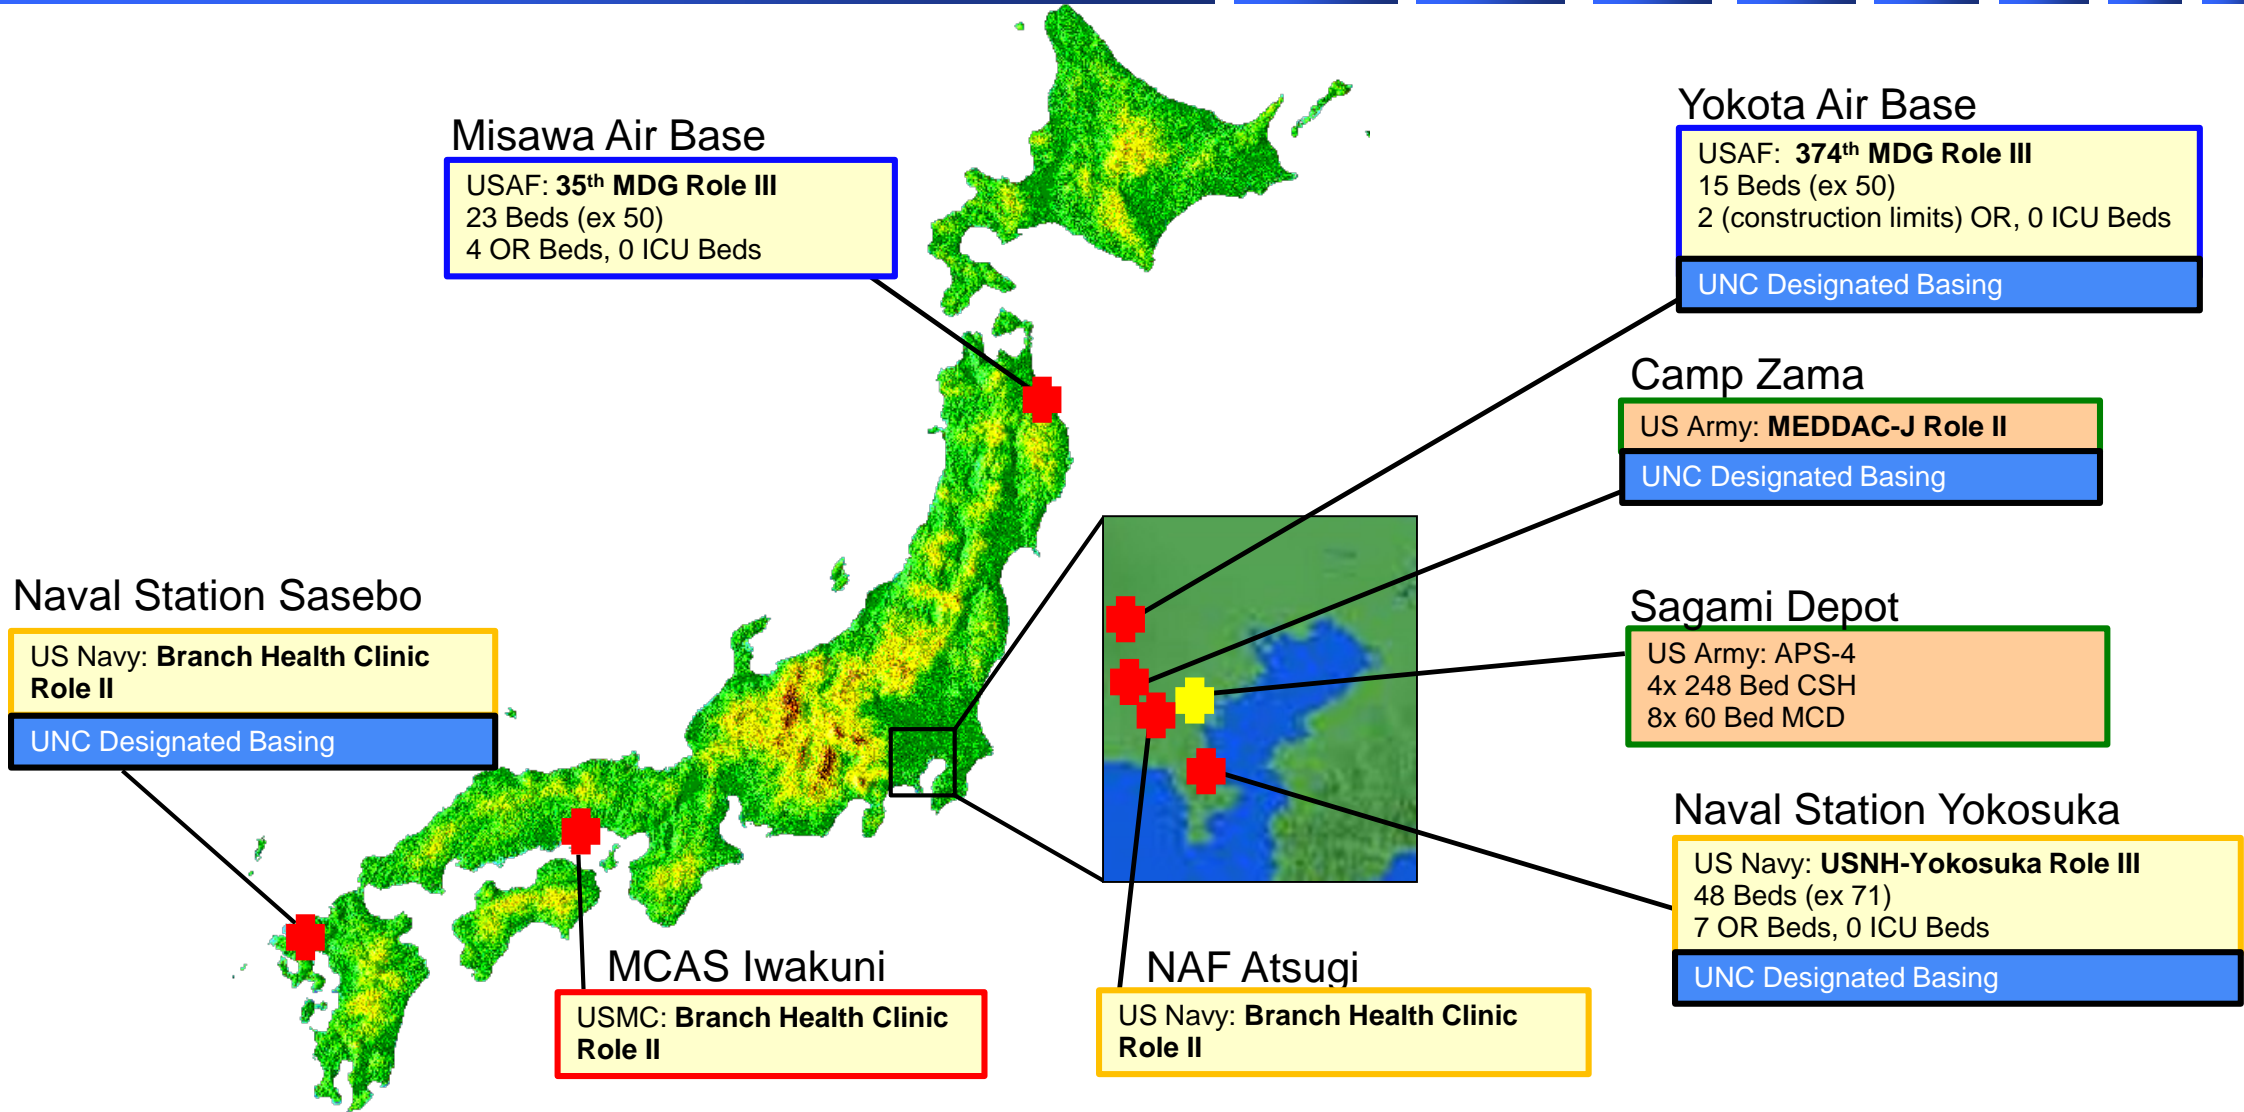 Misawa Air Base
USAF: 35th MDG Role III
23 Beds (ex 50)
4 OR Beds, 0 ICU Beds
Yokota Air Base
USAF: 374th MDG Role III
15 Beds (ex 50)
2 (construction limits) OR, 0 ICU Beds
UNC Designated Basing
Camp Zama
US Army: MEDDAC-J Role II
UNC Designated Basing
Naval Station Sasebo
US Navy: Branch Health Clinic
Role II
UNC Designated Basing
Sagami Depot
US Army: APS-4
4x 248 Bed CSH
8x 60 Bed MCD
Naval Station Yokosuka
US Navy: USNH-Yokosuka Role III
48 Beds (ex 71)
7 OR Beds, 0 ICU Beds
UNC Designated Basing
MCAS Iwakuni
USMC: Branch Health Clinic
Role II
NAF Atsugi
US Navy: Branch Health Clinic
Role II